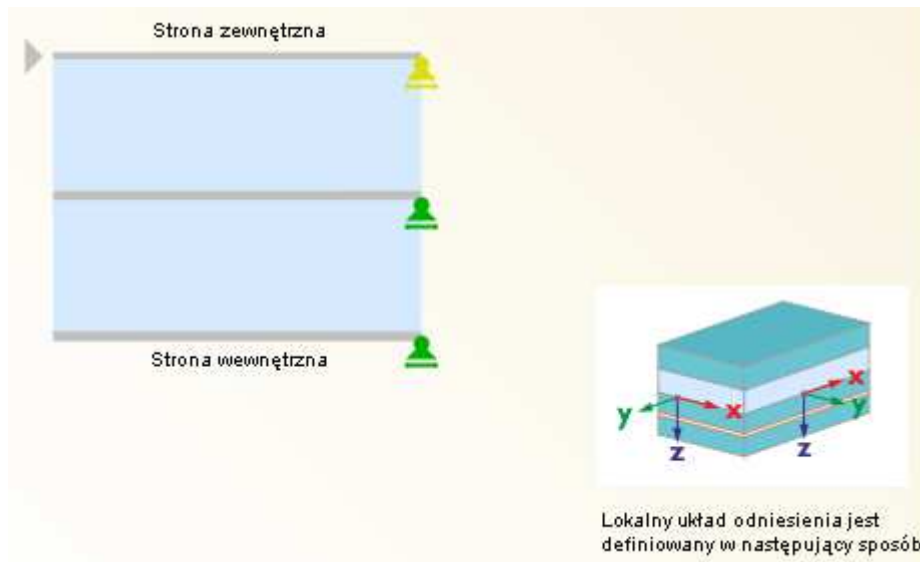 Strona zewnętrzna
Strona wewnętrzna
x
y
x
y
z
z
Lokalny układ odniesienia jest
definiowany w następujący sposób